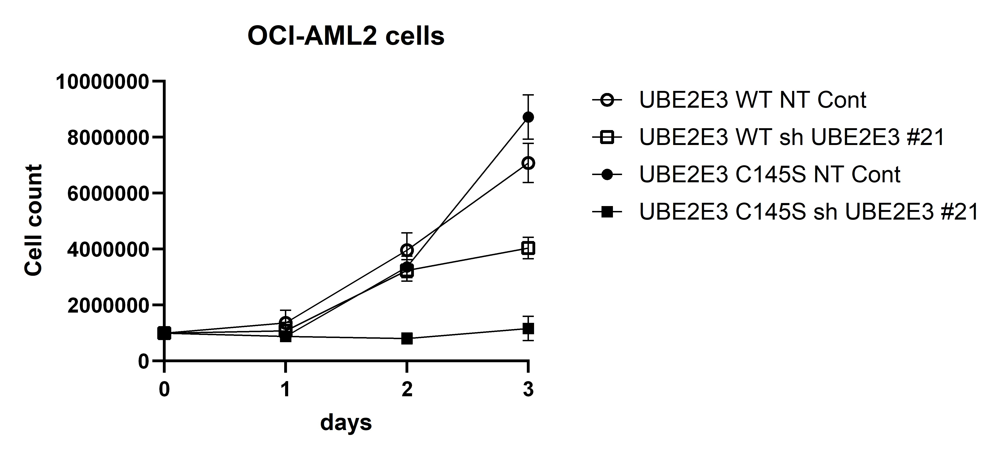 OCI-AML2 cells
10000000
8000000
6000000
4000000
2000000
0
Cell count
0 1 2 3
days
UBE2E3 WT NT Cont
UBE2E3 WT sh UBE2E3 #21
UBE2E3 C145S NT Cont
UBE2E3 C145S sh UBE2E3 #21